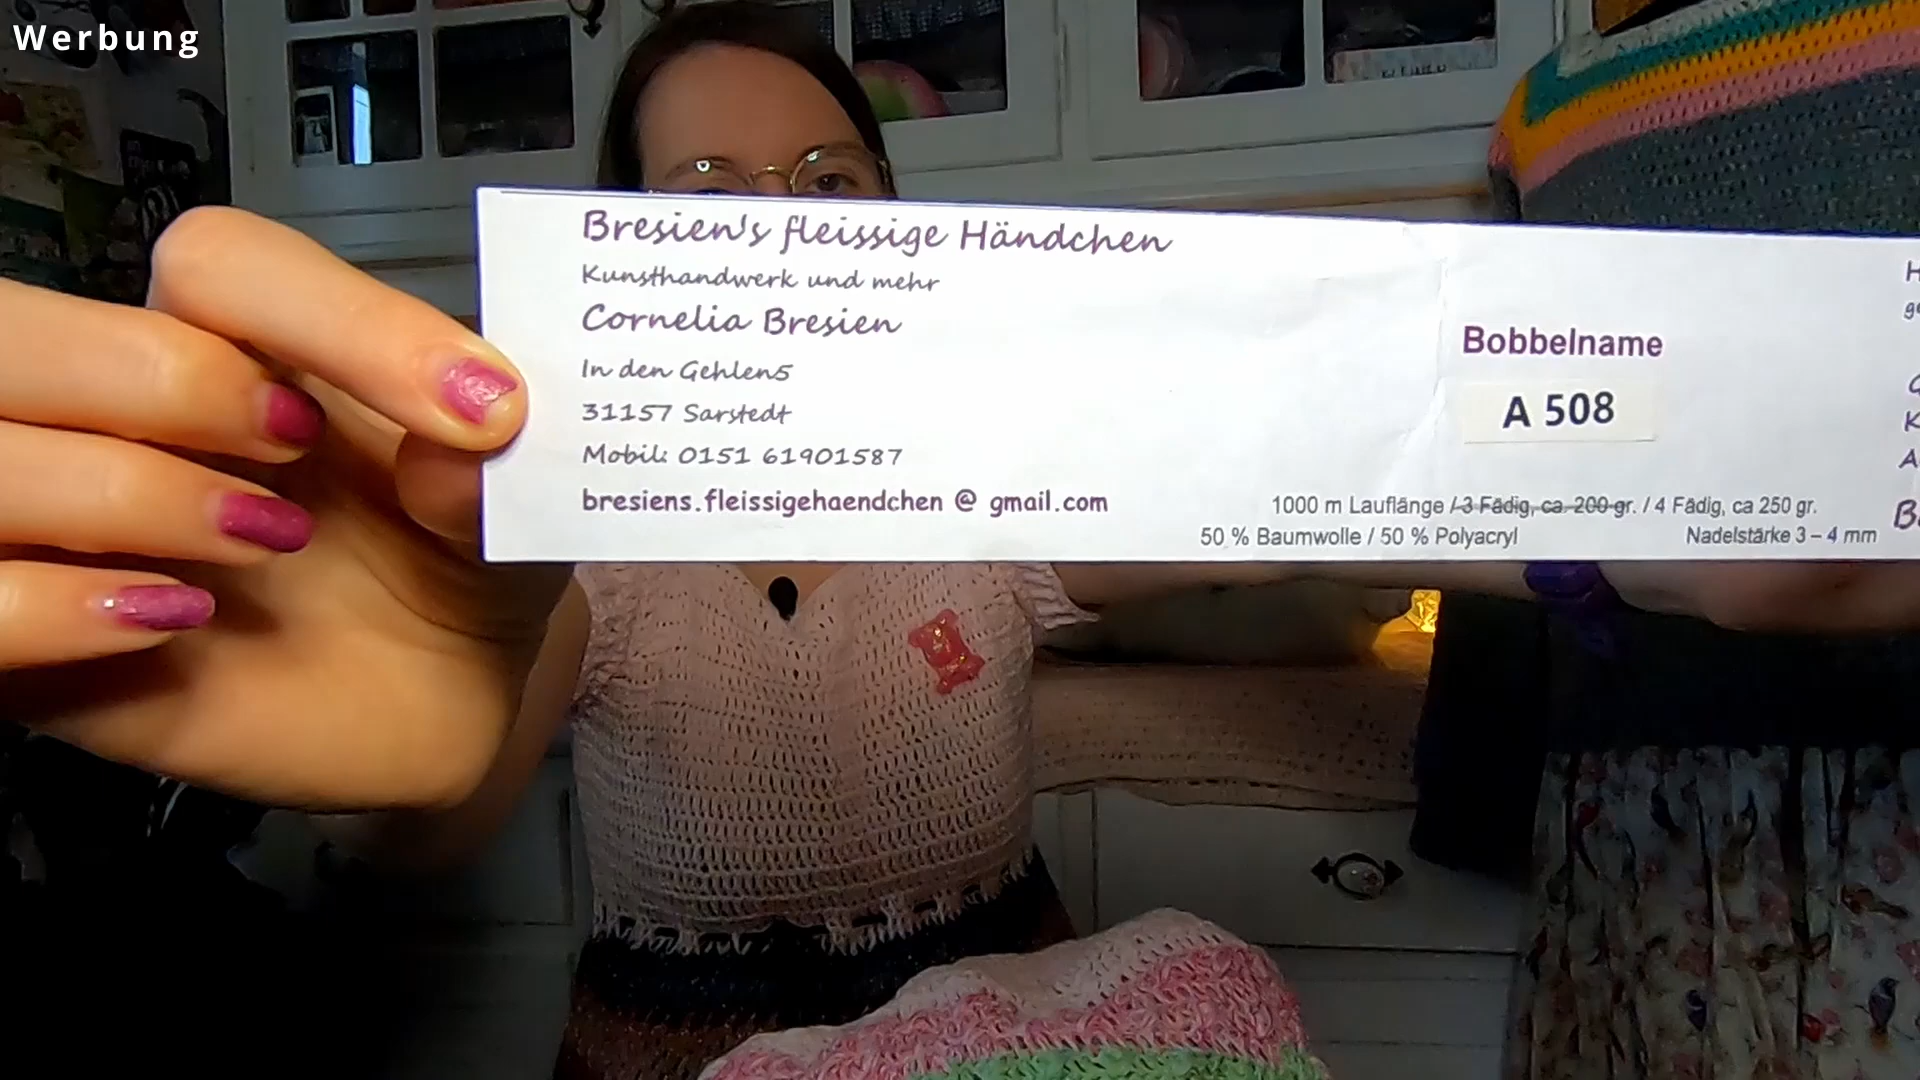 Werbung
Bresien's fleissige Händchen
Kunsthandwerk und mehr
Cornelia Bresien
In den Gehlen5
31157 Sarstedt
Mobil: 0151 61901587
bresiens.fleissigehaendchen @ gmail.com
Bobbelname
A 508
1000 m Lauflänge / 3 Fädig, ca. 200 gr. / 4 Fädig, ca 250 gr.
50 % Baumwolle / 50 % Polyacryl
Nadelstärke 3 – 4 mm